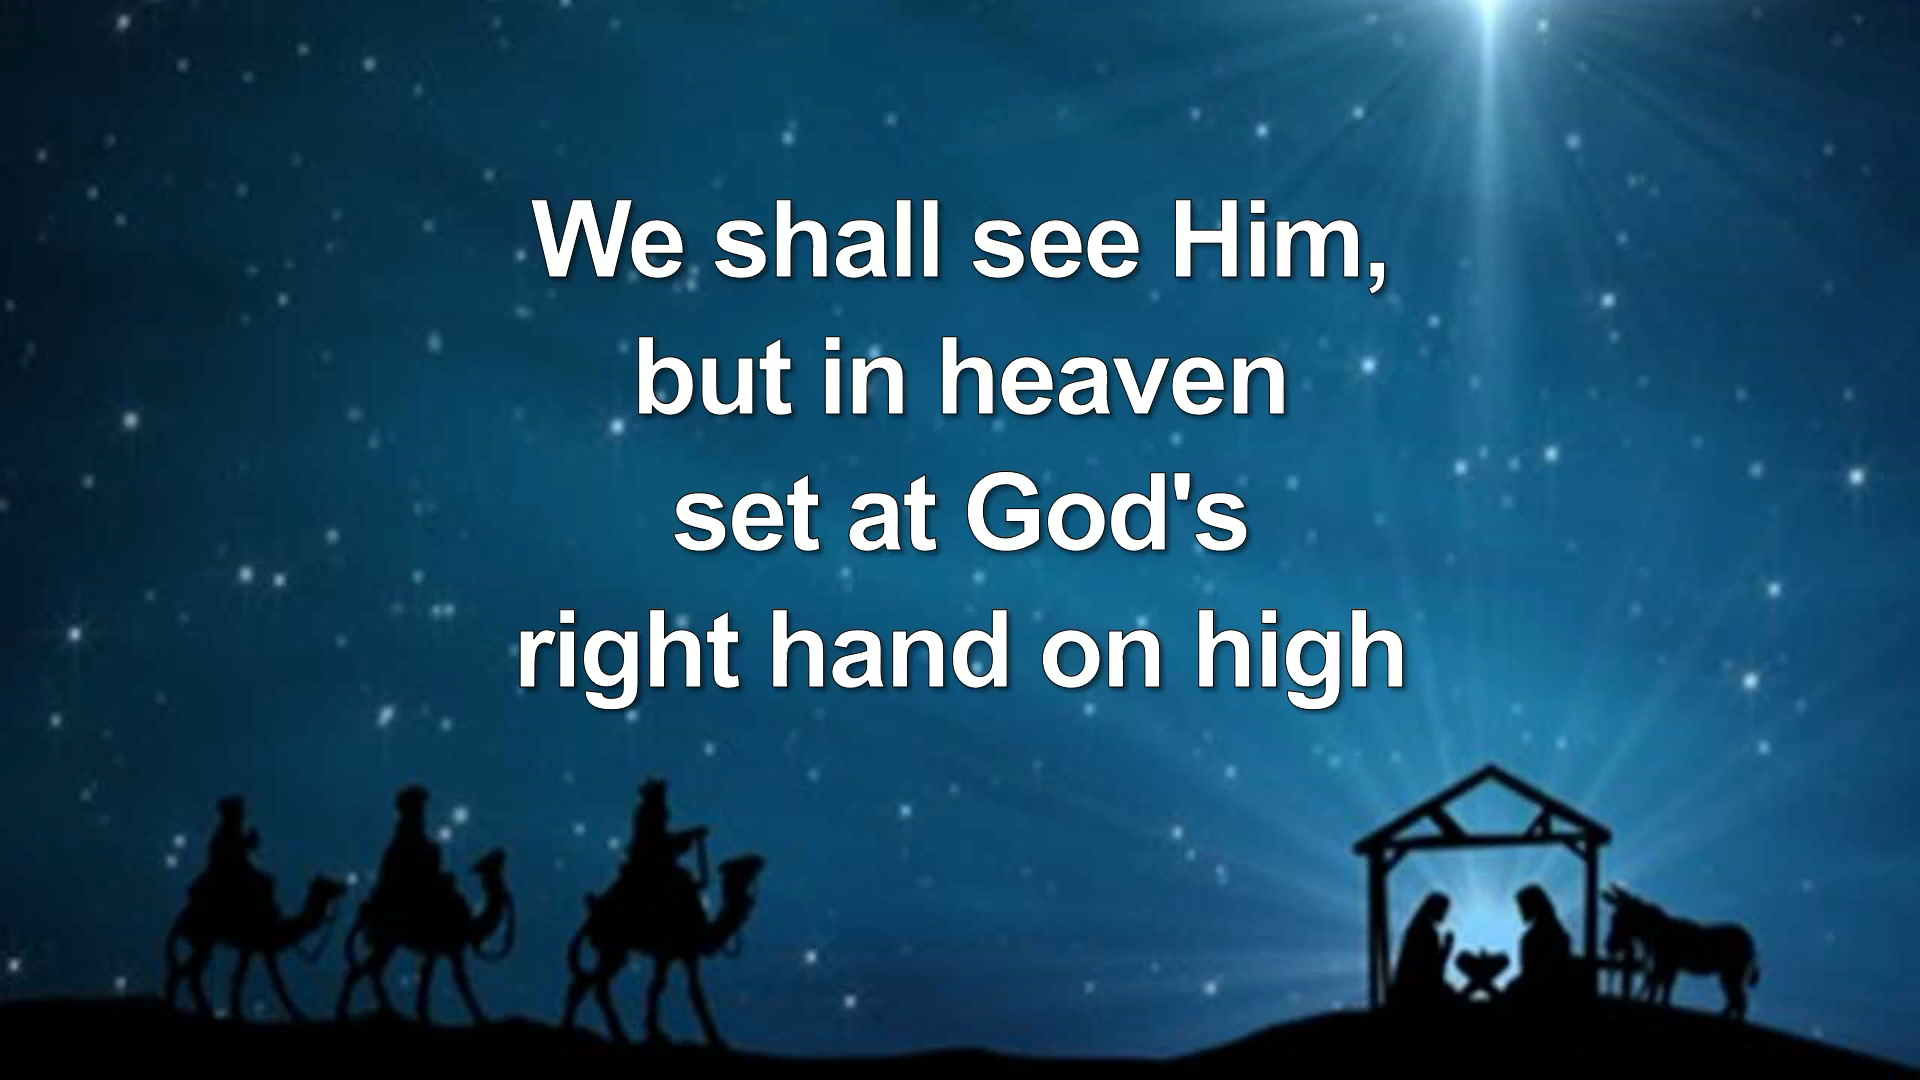 We shall see Him,
but in heaven
set at God's
right hand on high